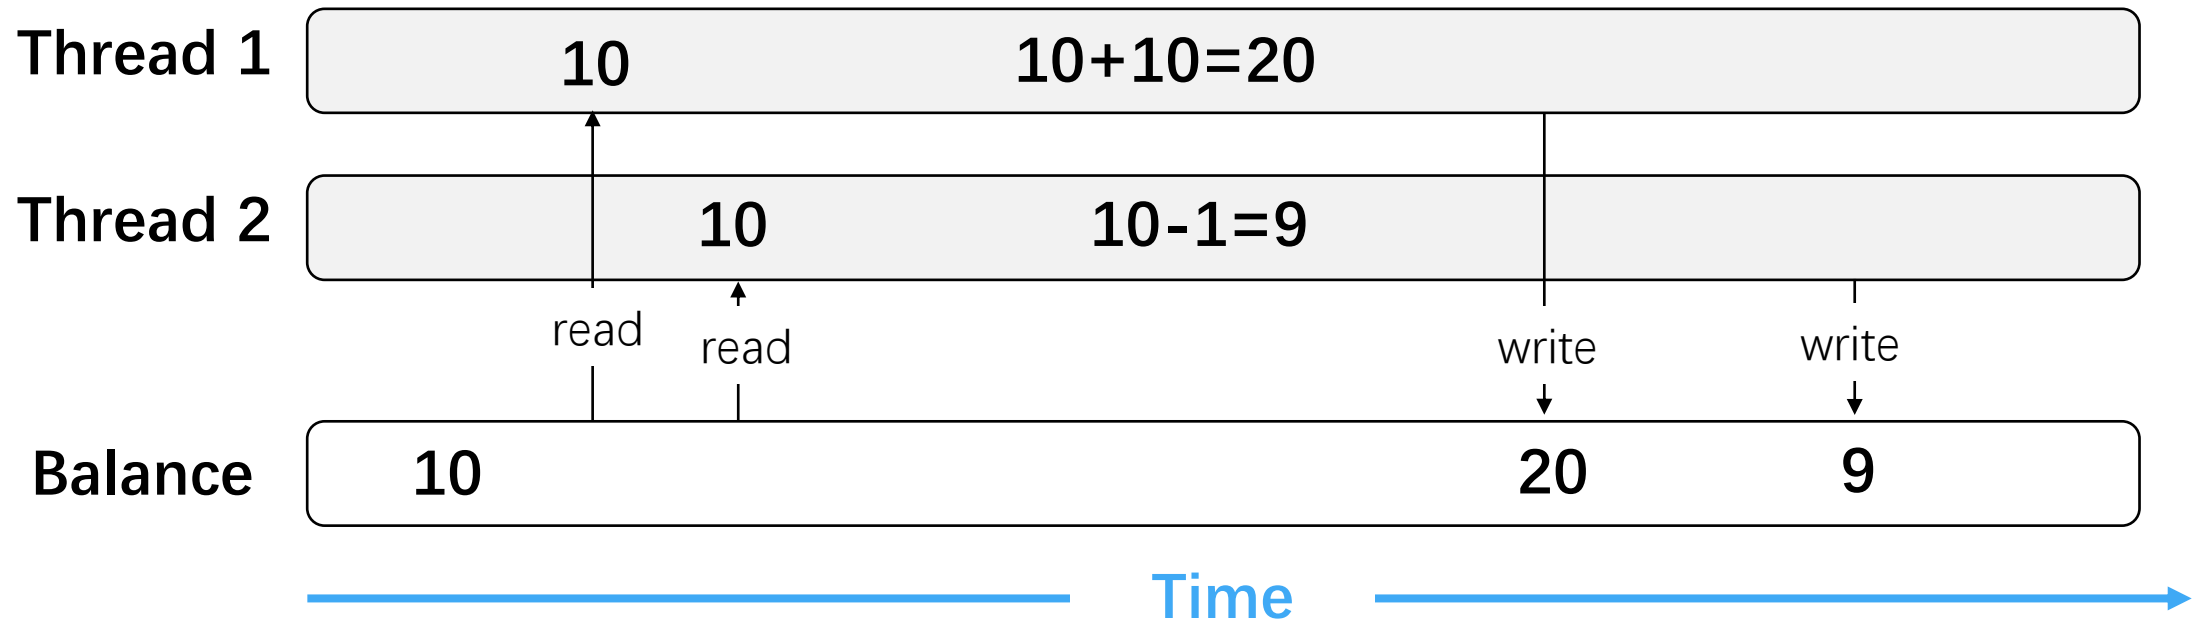 Thread 1
10
10+10=20
Thread 2
10
10-1=9
read
read
write
write
Balance
10
20
9
Time